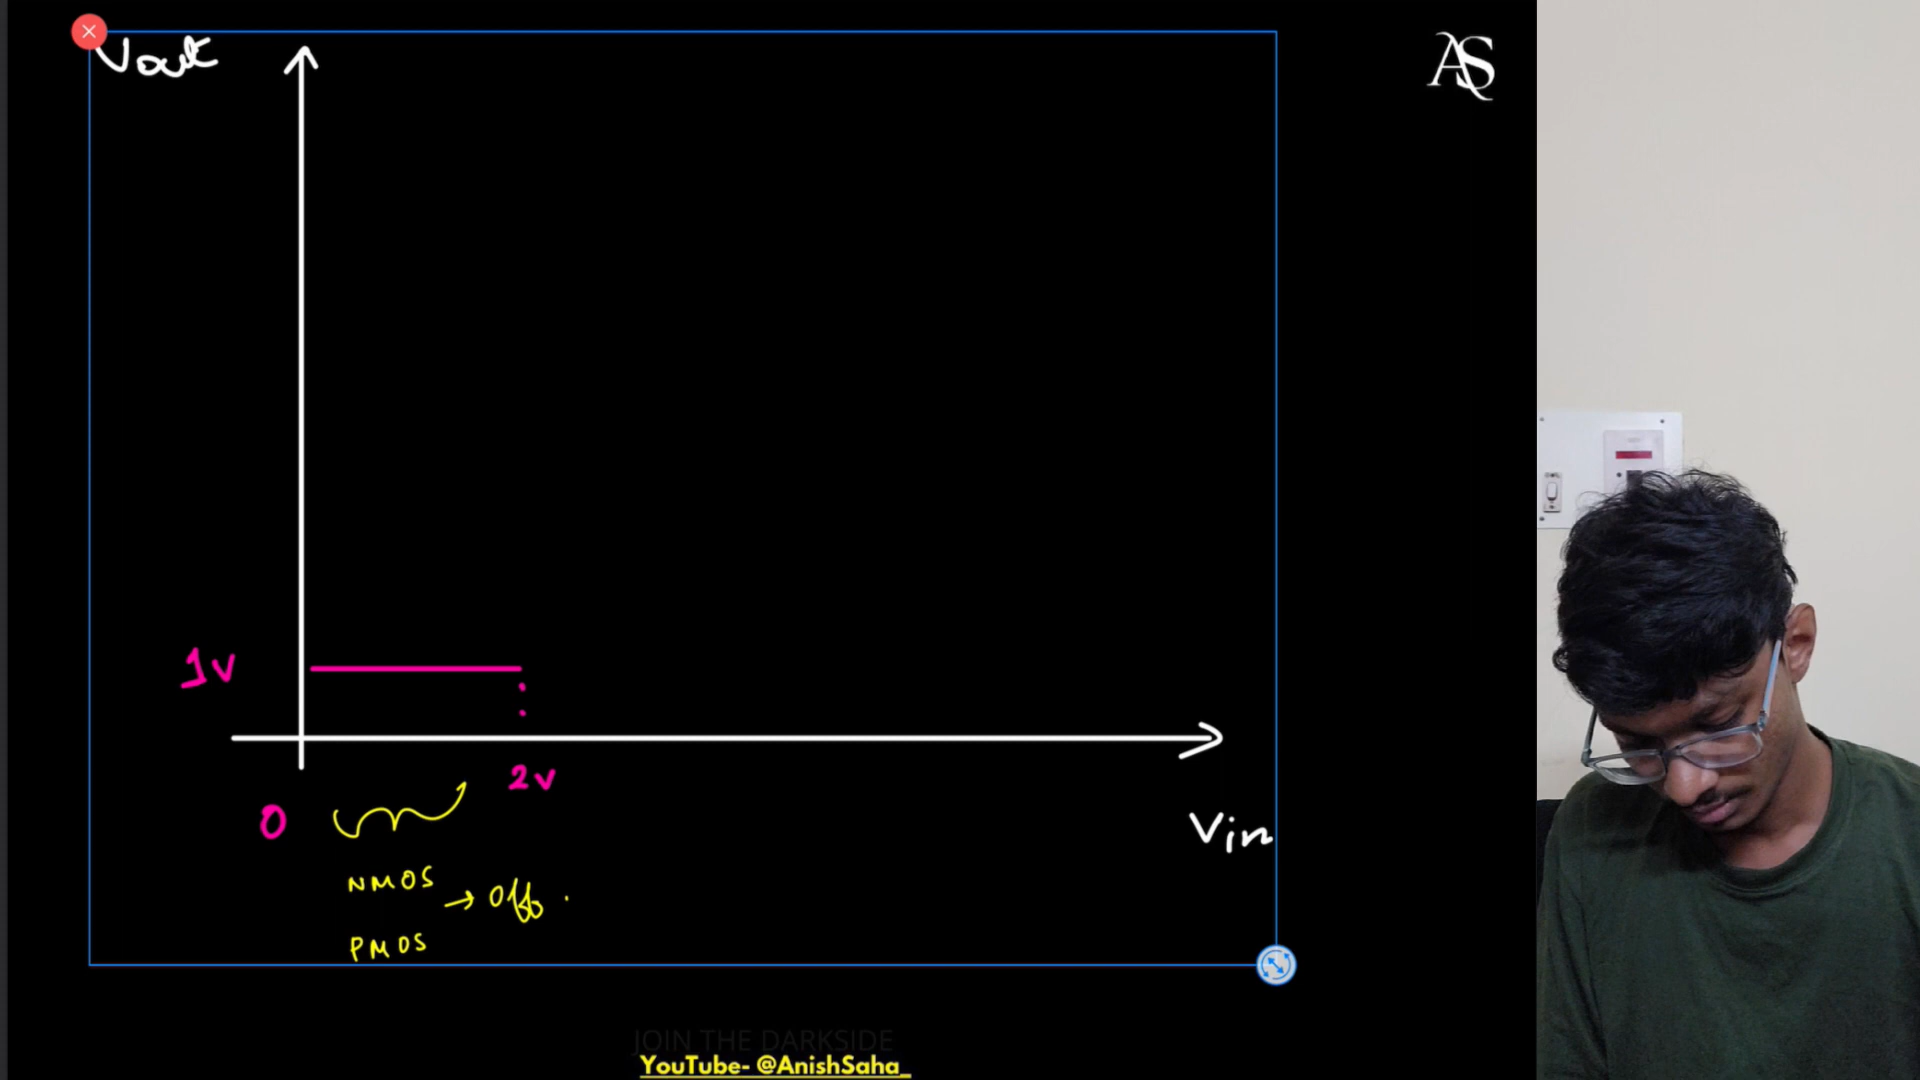 Vout
AS
1V
2V
0
Vin
NMOS → Off.
PMOS
JOIN THE DARKSIDE
YouTube- @AnishSaha_